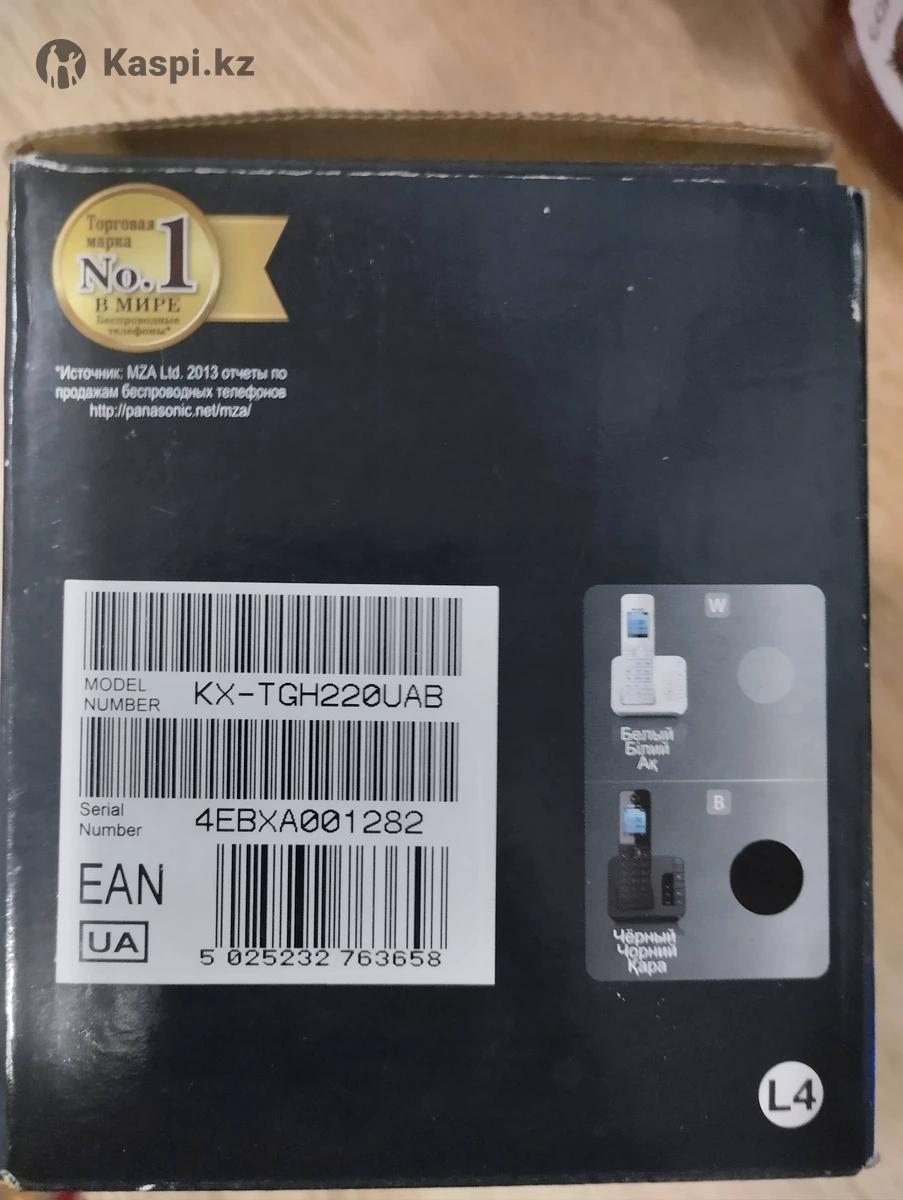 Kaspi.kz
Торговая
марка
No.1
В МИРЕ
Беспроводные
телефоны*
*Источник: MZA Ltd. 2013 отчеты по
продажам беспроводных телефонов
http://panasonic.net/mza/
MODEL
NUMBER KX-TGH220UAB
Serial
Number 4EBXA001282
EAN
UA
5 025232 763658
W
Белый
Білий
Ақ
B
Чёрный
Чорний
Қара
L4